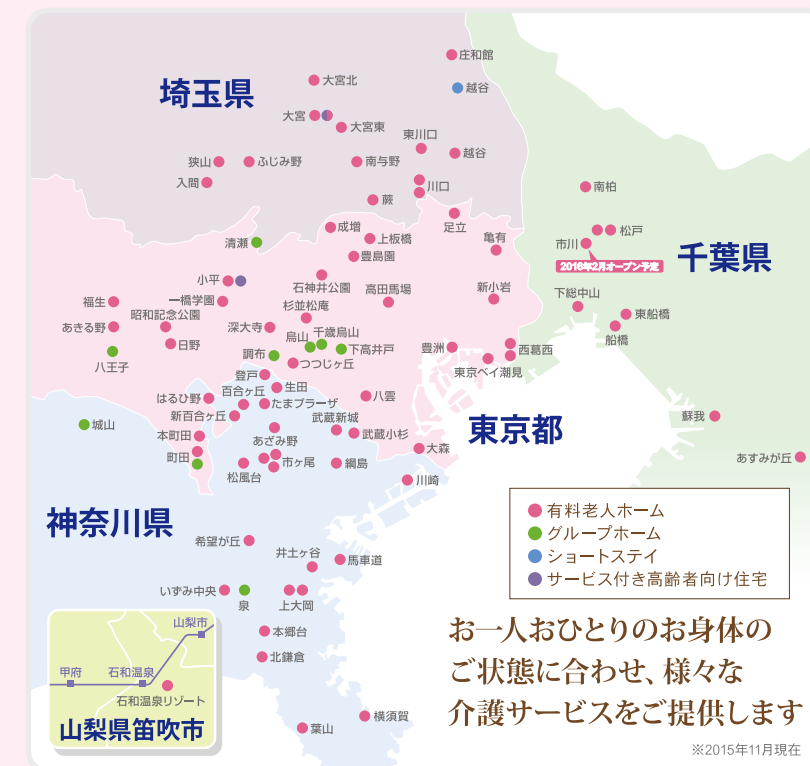 庄和館
大宮北
埼玉県
越谷
大宮
大宮東
東川口
越谷
狭山
ふじみ野
南与野
入間
川口
南柏
蕨
足立
成増
松戸
清瀬
上板橋
亀有
市川
千葉県
豊島園
2016年2月オープン予定
小平
石神井公園
高田馬場
新小岩
下総中山
福生
一橋学園
杉並松庵
東船橋
昭和記念公園
あきる野
深大寺
烏山
千歳烏山
船橋
日野
調布
下高井戸
豊洲
西葛西
八王子
つつじヶ丘
東京ベイ潮見
登戸
生田
百合ヶ丘
はるひ野
たまプラーザ
八雲
新百合ヶ丘
武蔵新城
蘇我
城山
東京都
本町田
あざみ野
武蔵小杉
大森
あすみが丘
町田
市ヶ尾
綱島
松風台
川崎
神奈川県
有料老人ホーム
グループホーム
ショートステイ
サービス付き高齢者向け住宅
希望が丘
井土ヶ谷
馬車道
いずみ中央
泉
上大岡
山梨市
本郷台
甲府
石和温泉
北鎌倉
石和温泉リゾート
山梨県笛吹市
横須賀
葉山
お一人おひとりのお身体の
ご状態に合わせ、様々な
介護サービスをご提供します
※2015年11月現在